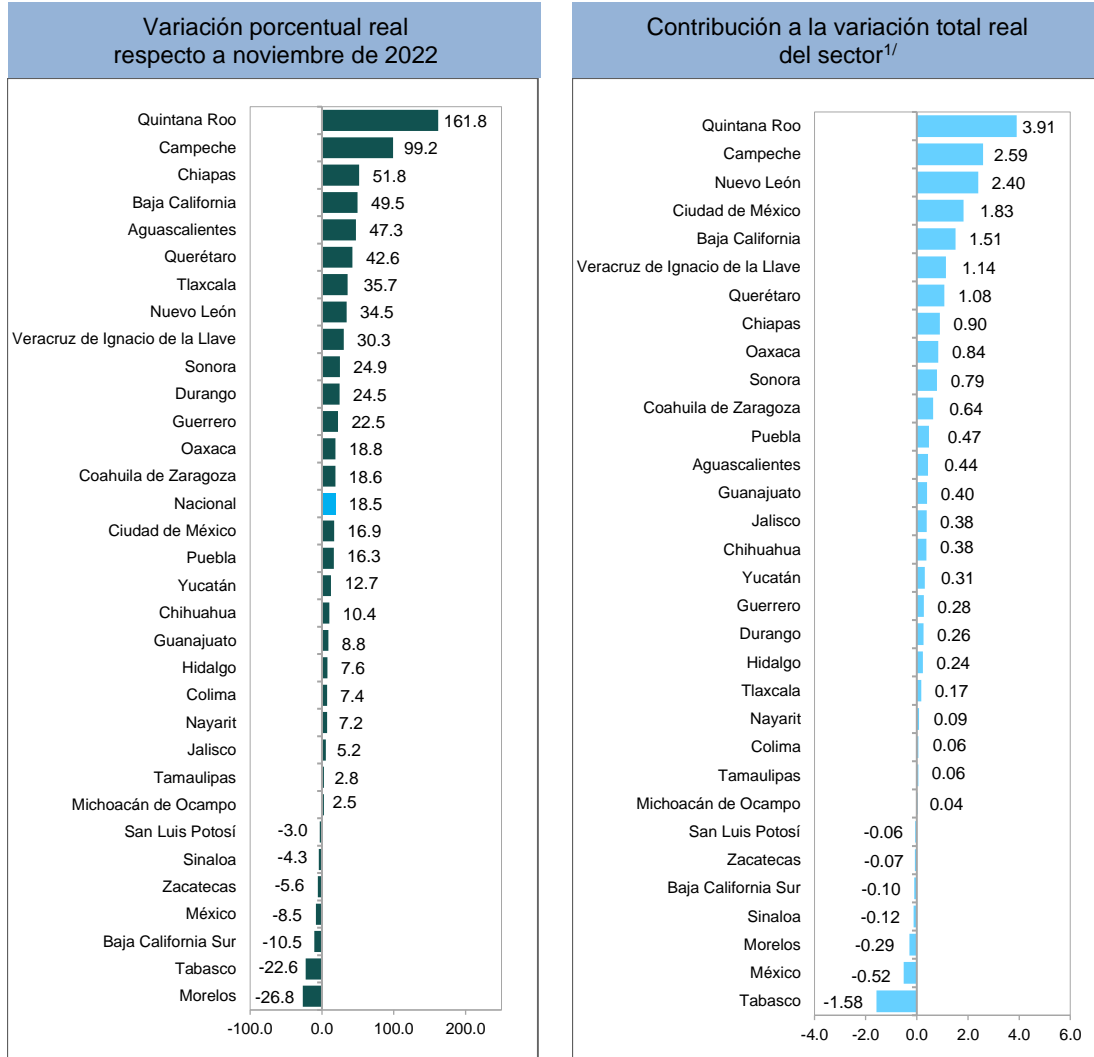 Variación porcentual real
respecto a noviembre de 2022
Quintana Roo 161.8
Campeche 99.2
Chiapas 51.8
Baja California 49.5
Aguascalientes 47.3
Querétaro 42.6
Tlaxcala 35.7
Nuevo León 34.5
Veracruz de Ignacio de la Llave 30.3
Sonora 24.9
Durango 24.5
Guerrero 22.5
Oaxaca 18.8
Coahuila de Zaragoza 18.6
Nacional 18.5
Ciudad de México 16.9
Puebla 16.3
Yucatán 12.7
Chihuahua 10.4
Guanajuato 8.8
Hidalgo 7.6
Colima 7.4
Nayarit 7.2
Jalisco 5.2
Tamaulipas 2.8
Michoacán de Ocampo 2.5
San Luis Potosí -3.0
Sinaloa -4.3
Zacatecas -5.6
México -8.5
Baja California Sur -10.5
Tabasco -22.6
Morelos -26.8
-100.0 0.0 100.0 200.0
Contribución a la variación total real
del sector1/
Quintana Roo 3.91
Campeche 2.59
Nuevo León 2.40
Ciudad de México 1.83
Baja California 1.51
Veracruz de Ignacio de la Llave 1.14
Querétaro 1.08
Chiapas 0.90
Oaxaca 0.84
Sonora 0.79
Coahuila de Zaragoza 0.64
Puebla 0.47
Aguascalientes 0.44
Guanajuato 0.40
Jalisco 0.38
Chihuahua 0.38
Yucatán 0.31
Guerrero 0.28
Durango 0.26
Hidalgo 0.24
Tlaxcala 0.17
Nayarit 0.09
Colima 0.06
Tamaulipas 0.06
Michoacán de Ocampo 0.04
San Luis Potosí -0.06
Zacatecas -0.07
Baja California Sur -0.10
Sinaloa -0.12
Morelos -0.29
México -0.52
Tabasco -1.58
-4.0 -2.0 0.0 2.0 4.0 6.0